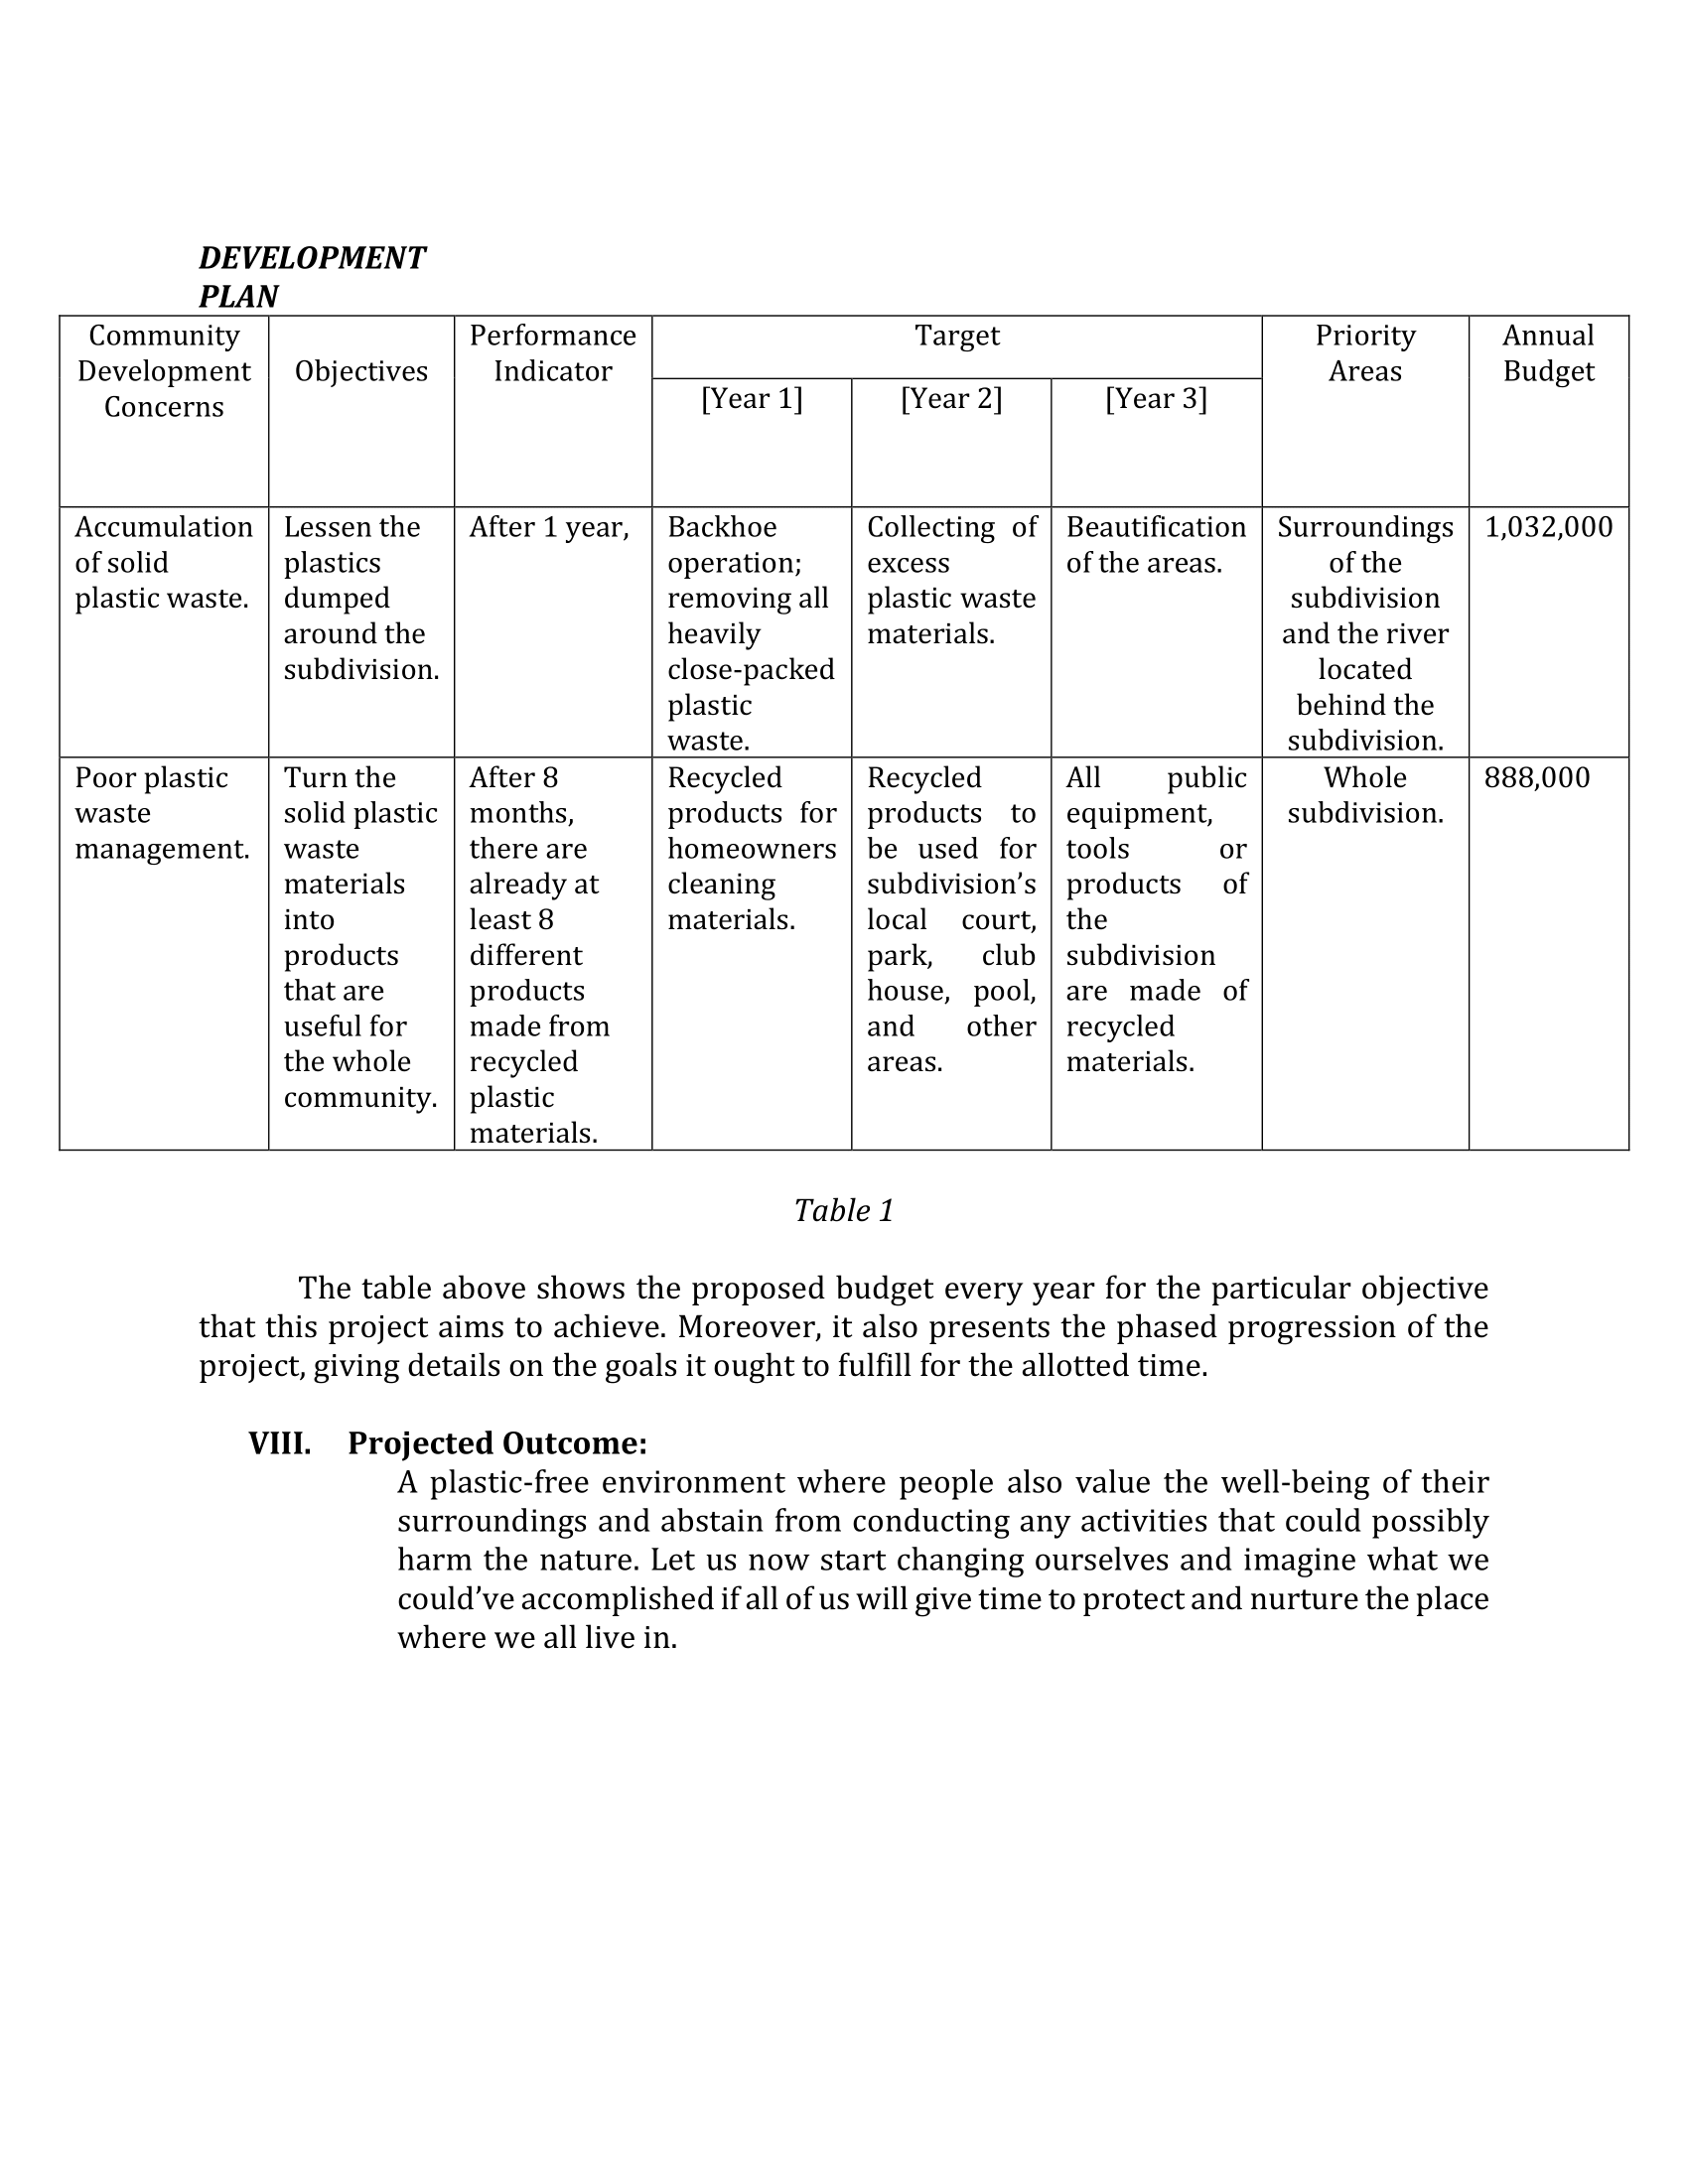 DEVELOPMENT
PLAN
Community
Development
Concerns
Objectives
Performance
Indicator
Target
[Year 1]
[Year 2]
[Year 3]
Priority
Areas
Annual
Budget
Accumulation
of solid
plastic waste.
Lessen the
plastics
dumped
around the
subdivision.
After 1 year,
Backhoe
operation;
removing all
heavily
close-packed
plastic
waste.
Collecting of
excess
plastic waste
materials.
Beautification
of the areas.
Surroundings
of the
subdivision
and the river
located
behind the
subdivision.
1,032,000
Poor plastic
waste
management.
Turn the
solid plastic
waste
materials
into
products
that are
useful for
the whole
community.
After 8
months,
there are
already at
least 8
different
products
made from
recycled
plastic
materials.
Recycled
products for
homeowners
cleaning
materials.
Recycled
products to
be used for
subdivision’s
local court,
park, club
house, pool,
and other
areas.
All public
equipment,
tools or
products of
the
subdivision
are made of
recycled
materials.
Whole
subdivision.
888,000
Table 1
The table above shows the proposed budget every year for the particular objective
that this project aims to achieve. Moreover, it also presents the phased progression of the
project, giving details on the goals it ought to fulfill for the allotted time.
VIII. Projected Outcome:
A plastic-free environment where people also value the well-being of their
surroundings and abstain from conducting any activities that could possibly
harm the nature. Let us now start changing ourselves and imagine what we
could’ve accomplished if all of us will give time to protect and nurture the place
where we all live in.